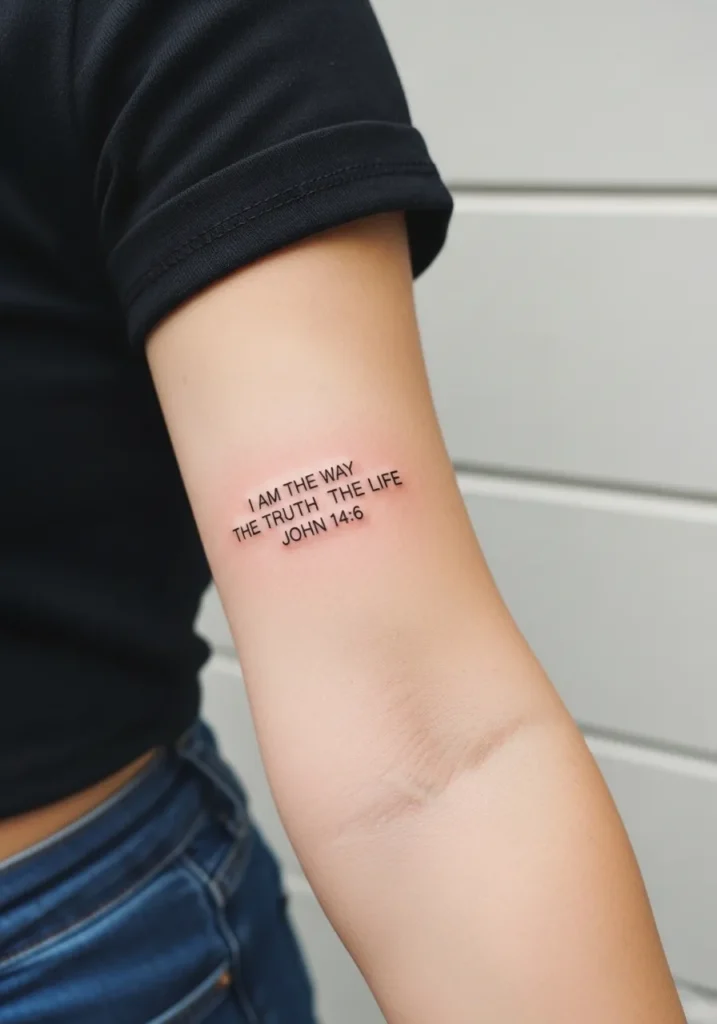 I AM THE WAY
THE TRUTH THE LIFE
JOHN 14:6